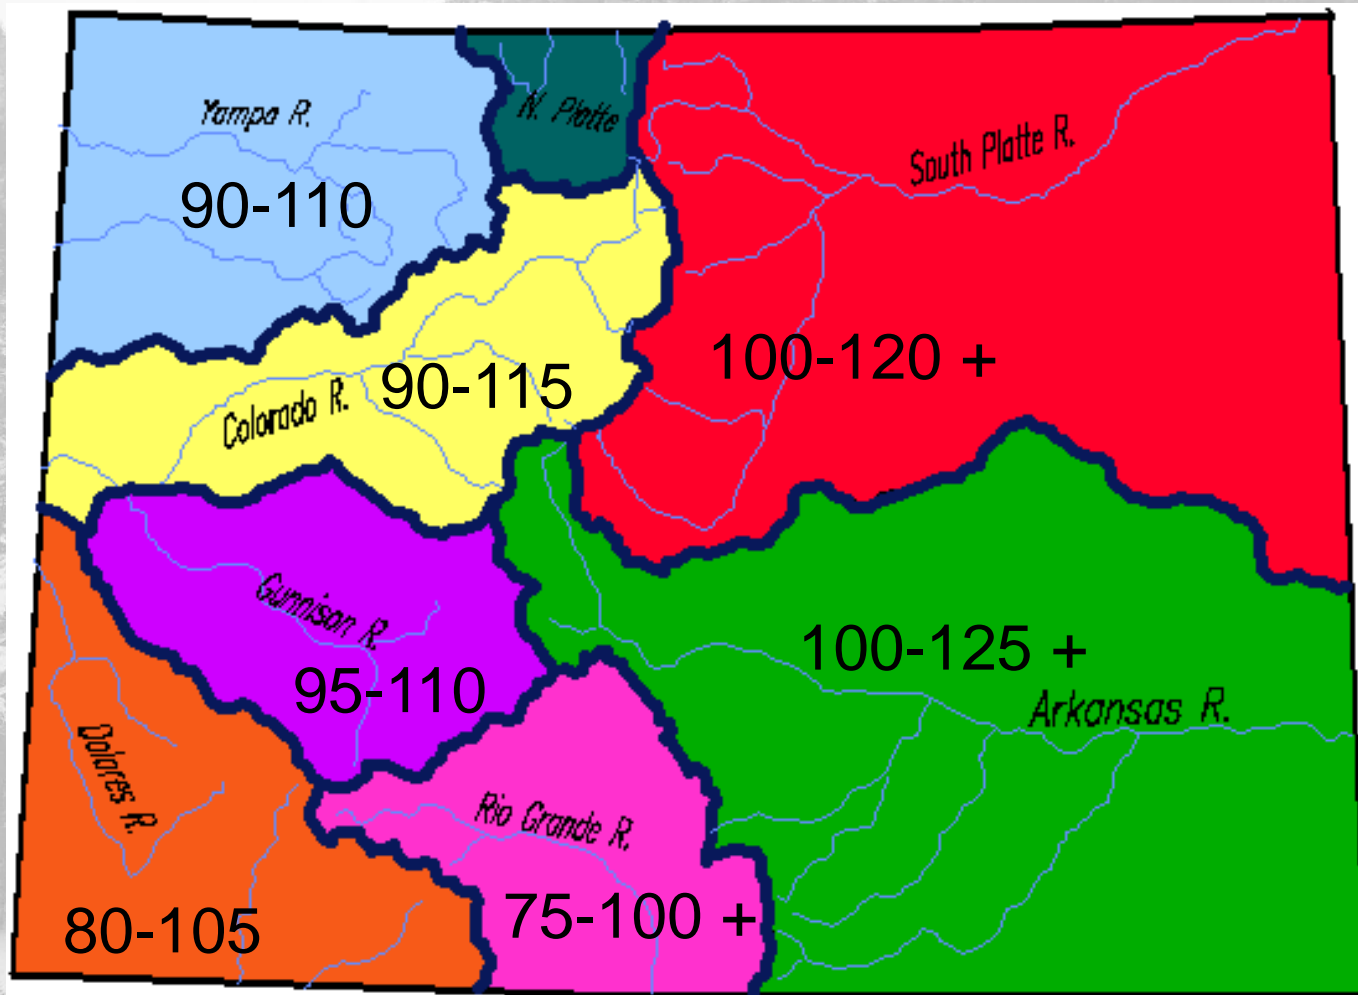 Yampa R.
90-110
N. Platte
South Platte R.
100-120 +
90-115
Colorado R.
Gunnison R.
95-110
100-125 +
Arkansas R.
Dolores R.
80-105
Rio Grande R.
75-100 +